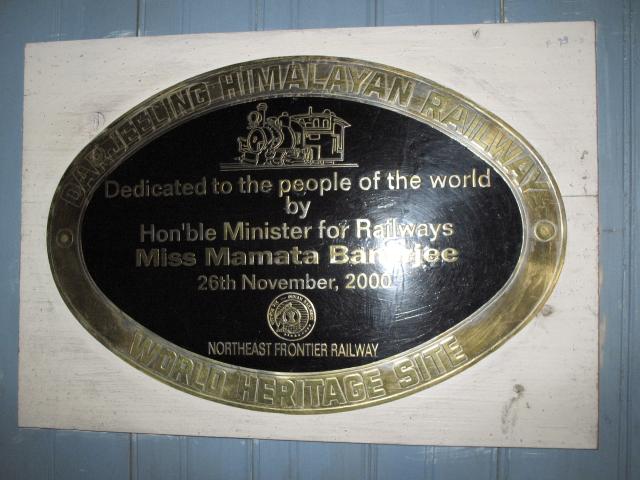 DARJEELING HIMALAYAN RAILWAY
Dedicated to the people of the world
by
Hon'ble Minister for Railways
Miss Mamata Banerjee
26th November, 2000
NORTHEAST FRONTIER RAILWAY
WORLD HERITAGE SITE